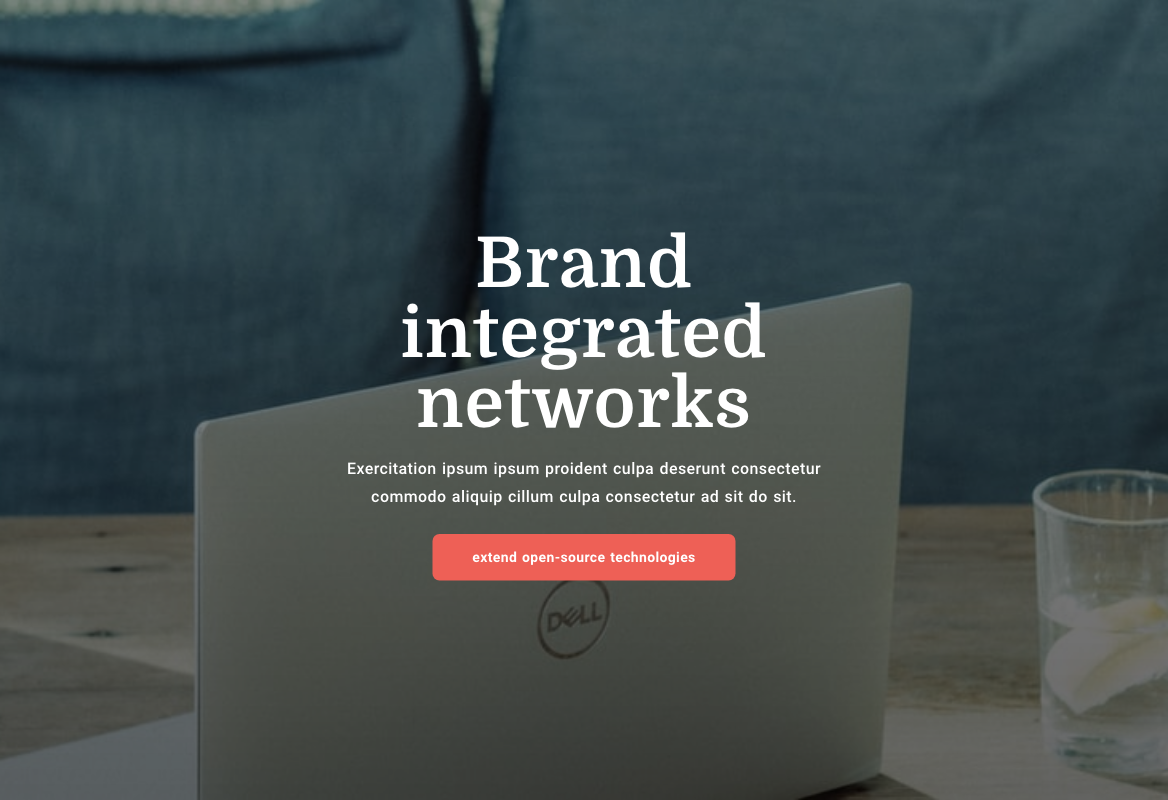 Brand
integrated
networks
Exercitation ipsum ipsum proident culpa deserunt consectetur
commodo aliquip cillum culpa consectetur ad sit do sit.
extend open-source technologies
DELL